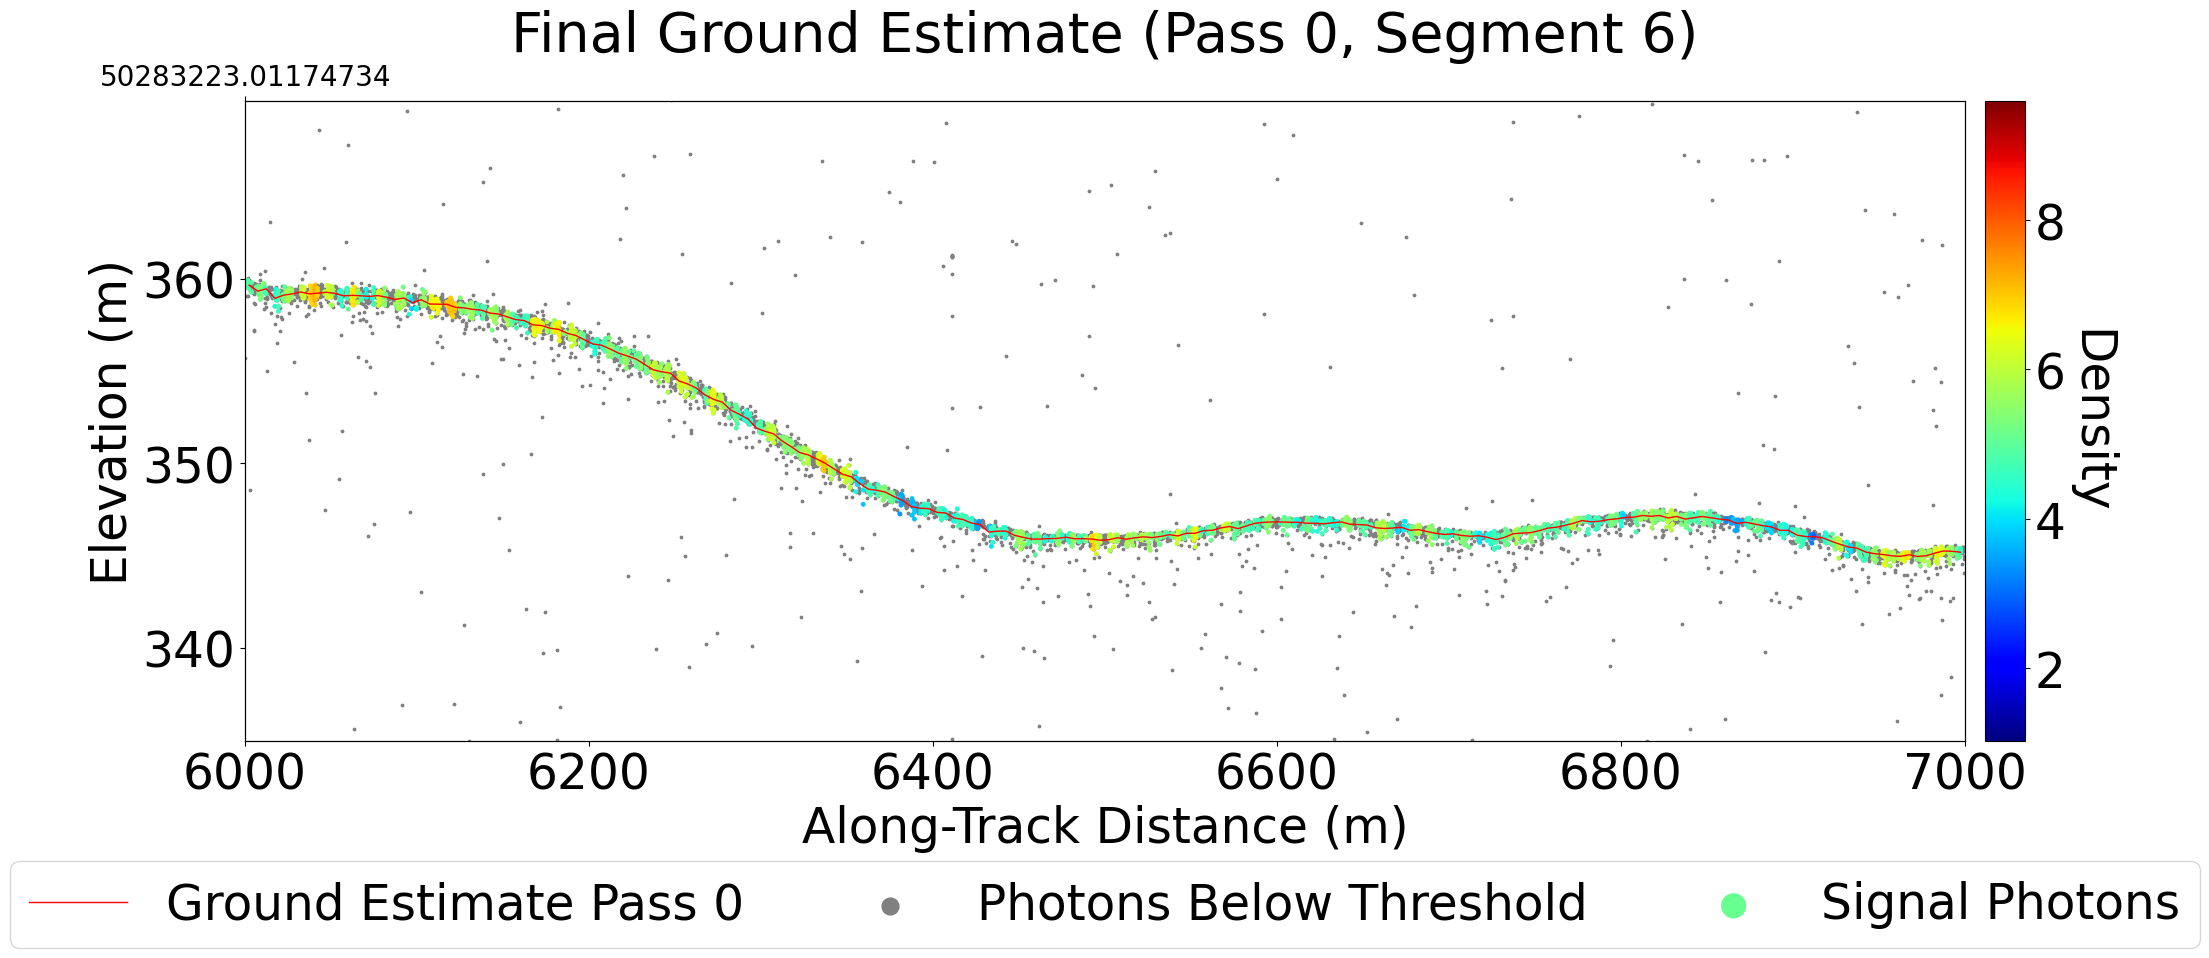 Final Ground Estimate (Pass 0, Segment 6)
50283223.01174734
Elevation (m)
360
350
340
6000 6200 6400 6600 6800 7000
Along-Track Distance (m)
8
6
4
2
Density
Ground Estimate Pass 0 Photons Below Threshold Signal Photons